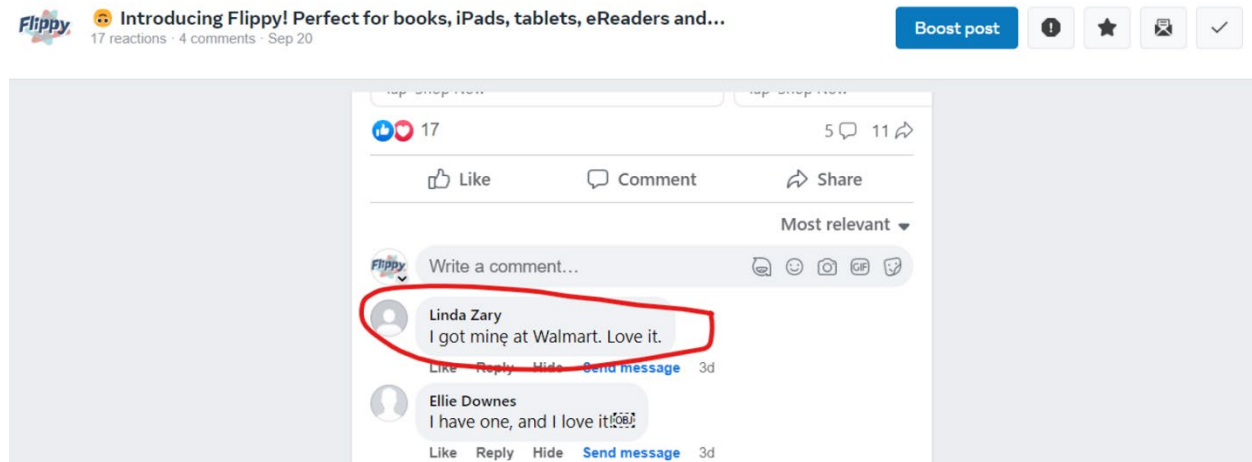 Flippy
🙃 Introducing Flippy! Perfect for books, iPads, tablets, eReaders and...
17 reactions · 4 comments · Sep 20
Boost post
17
5
11
Like
Comment
Share
Most relevant
Flippy
Write a comment...
GIF
Linda Zary
I got minę at Walmart. Love it.
Like Reply Hide Send message 3d
Ellie Downes
I have one, and I love it￼
Like Reply Hide Send message 3d